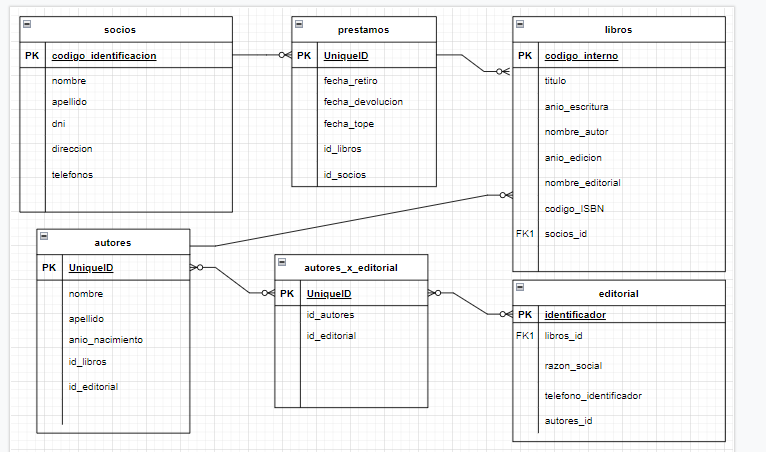 socios
PK codigo_identificacion
nombre
apellido
dni
direccion
telefonos
prestamos
PK UniqueID
fecha_retiro
fecha_devolucion
fecha_tope
id_libros
id_socios
libros
PK codigo_interno
titulo
anio_escritura
nombre_autor
anio_edicion
nombre_editorial
codigo_ISBN
FK1 socios_id
autores
PK UniqueID
nombre
apellido
anio_nacimiento
id_libros
id_editorial
autores_x_editorial
PK UniqueID
id_autores
id_editorial
editorial
PK identificador
FK1 libros_id
razon_social
telefono_identificador
autores_id